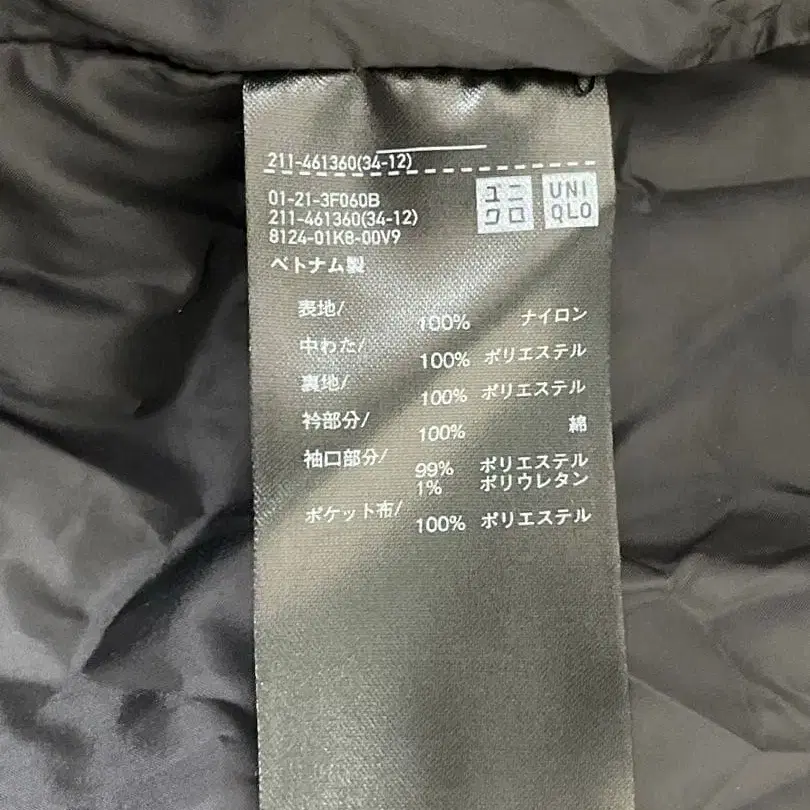 211-461360(34-12)
01-21-3F060B
211-461360(34-12)
8124-01K8-00V9
ユニ
クロ
UNI
QLO
ベトナム製
表地/ 100% ナイロン
中わた/ 100% ポリエステル
裏地/ 100% ポリエステル
衿部分/ 100% 綿
袖口部分/ 99% ポリエステル
1% ポリウレタン
ポケット布/ 100% ポリエステル